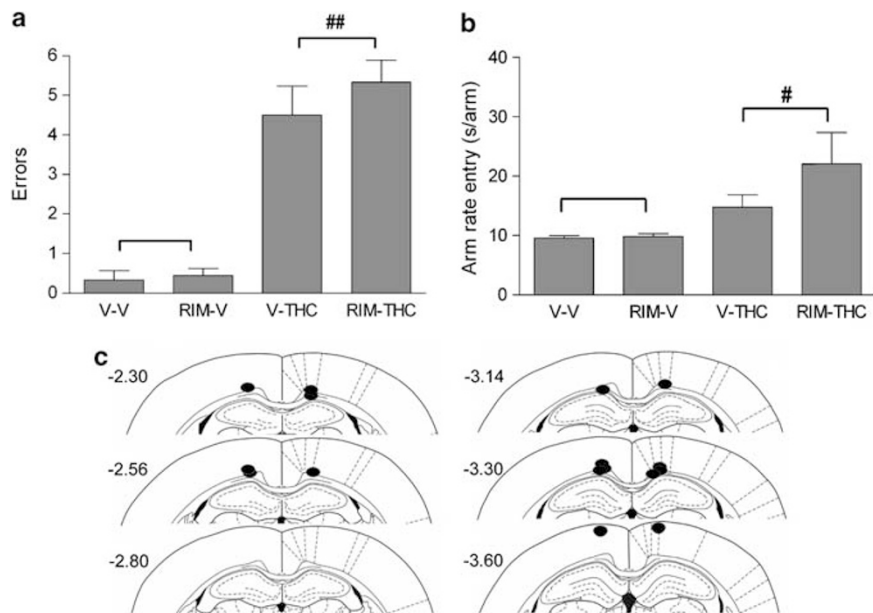 a
##
Errors
6
5
4
3
2
1
0
V-V RIM-V V-THC RIM-THC
b
#
Arm rate entry (s/arm)
40
30
20
10
0
V-V RIM-V V-THC RIM-THC
c
-2.30
-2.56
-2.80
-3.14
-3.30
-3.60